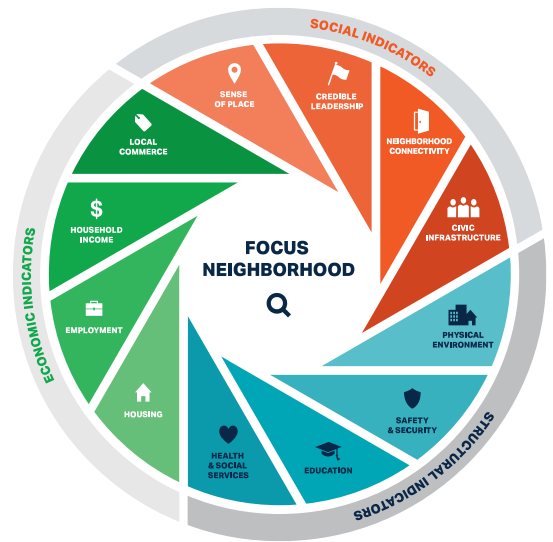 SOCIAL INDICATORS
SENSE
OF PLACE
CREDIBLE
LEADERSHIP
NEIGHBORHOOD
CONNECTIVITY
CIVIC
INFRASTRUCTURE
STRUCTURAL INDICATORS
PHYSICAL
ENVIRONMENT
SAFETY
& SECURITY
EDUCATION
HEALTH
& SOCIAL
SERVICES
ECONOMIC INDICATORS
HOUSING
EMPLOYMENT
$
HOUSEHOLD
INCOME
LOCAL
COMMERCE
FOCUS
NEIGHBORHOOD